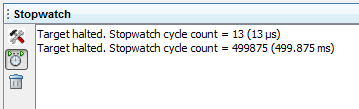 Stopwatch
Target halted. Stopwatch cycle count = 13 (13 µs)
Target halted. Stopwatch cycle count = 499875 (499.875 ms)